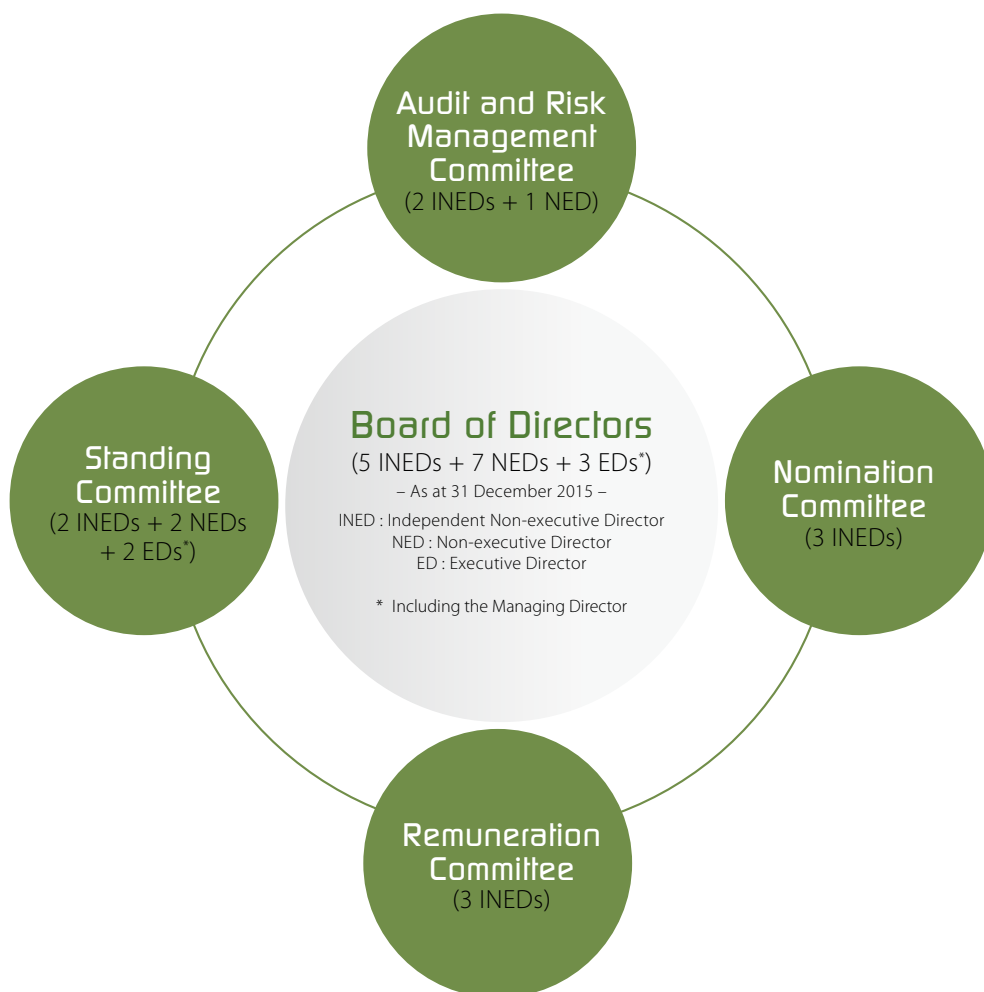 Audit and Risk
Management
Committee
(2 INEDs + 1 NED)
Board of Directors
(5 INEDs + 7 NEDs + 3 EDs*)
– As at 31 December 2015 –
INED : Independent Non-executive Director
NED : Non-executive Director
ED : Executive Director
* Including the Managing Director
Standing
Committee
(2 INEDs + 2 NEDs
+ 2 EDs*)
Nomination
Committee
(3 INEDs)
Remuneration
Committee
(3 INEDs)